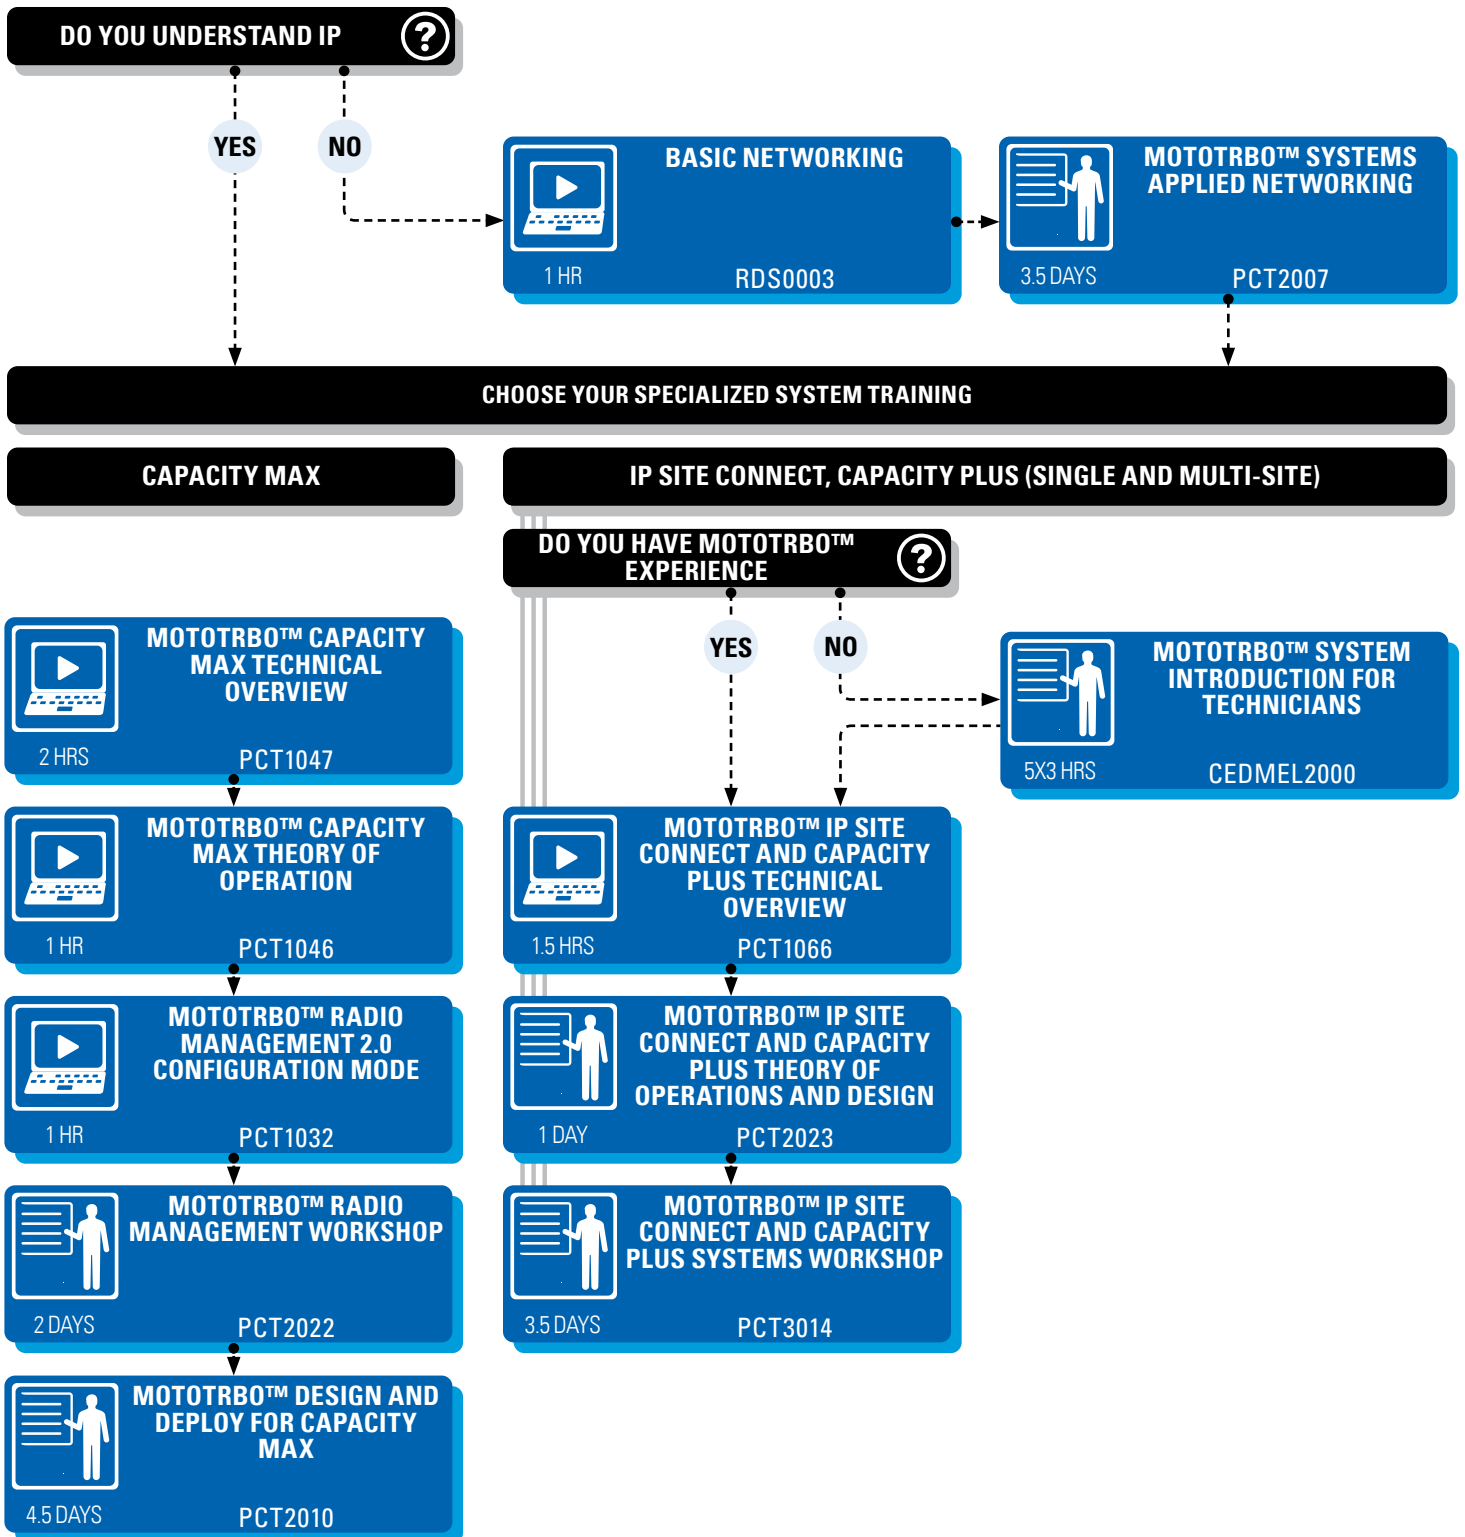 DO YOU UNDERSTAND IP
?
YES
NO
BASIC NETWORKING
1 HR
RDS0003
MOTOTRBO™ SYSTEMS
APPLIED NETWORKING
3.5 DAYS
PCT2007
CHOOSE YOUR SPECIALIZED SYSTEM TRAINING
CAPACITY MAX
IP SITE CONNECT, CAPACITY PLUS (SINGLE AND MULTI-SITE)
DO YOU HAVE MOTOTRBO™
EXPERIENCE
?
YES
NO
MOTOTRBO™ SYSTEM
INTRODUCTION FOR
TECHNICIANS
5X3 HRS
CEDMEL2000
MOTOTRBO™ CAPACITY
MAX TECHNICAL
OVERVIEW
2 HRS
PCT1047
MOTOTRBO™ CAPACITY
MAX THEORY OF
OPERATION
1 HR
PCT1046
MOTOTRBO™ RADIO
MANAGEMENT 2.0
CONFIGURATION MODE
1 HR
PCT1032
MOTOTRBO™ RADIO
MANAGEMENT WORKSHOP
2 DAYS
PCT2022
MOTOTRBO™ DESIGN AND
DEPLOY FOR CAPACITY
MAX
4.5 DAYS
PCT2010
MOTOTRBO™ IP SITE
CONNECT AND CAPACITY
PLUS TECHNICAL
OVERVIEW
1.5 HRS
PCT1066
MOTOTRBO™ IP SITE
CONNECT AND CAPACITY
PLUS THEORY OF
OPERATIONS AND DESIGN
1 DAY
PCT2023
MOTOTRBO™ IP SITE
CONNECT AND CAPACITY
PLUS SYSTEMS WORKSHOP
3.5 DAYS
PCT3014